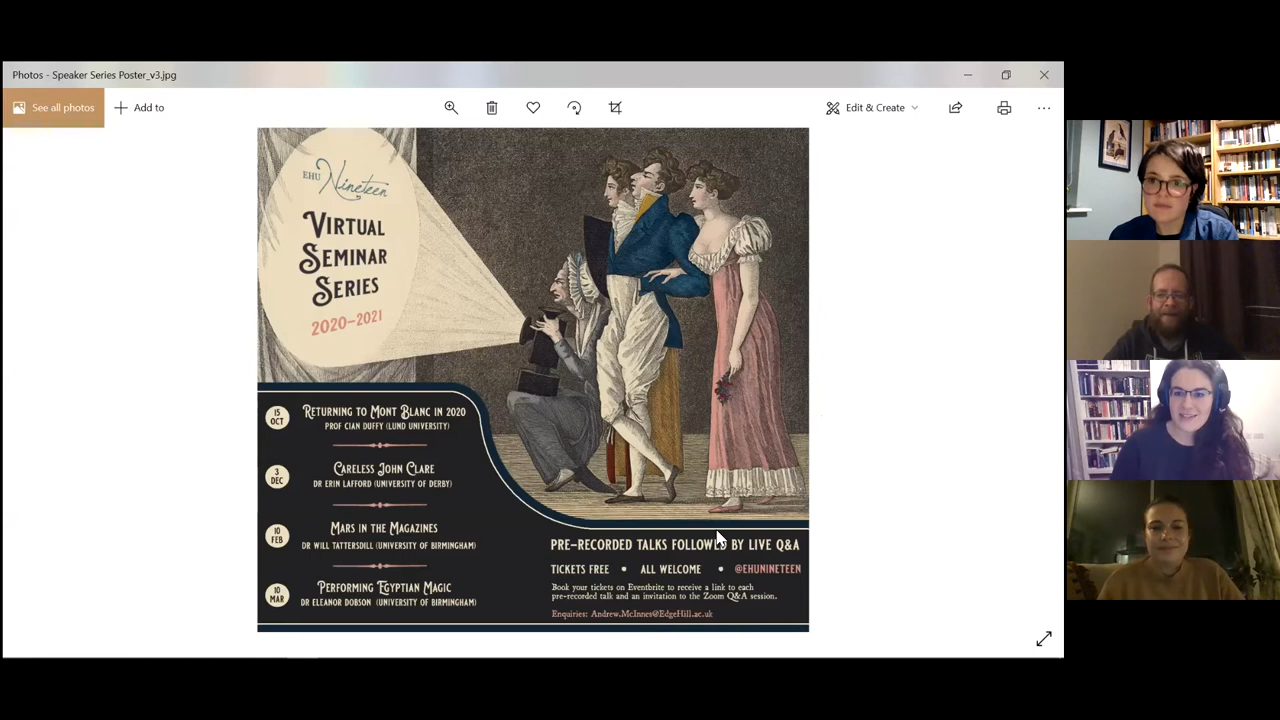 Photos - Speaker Series Poster_v3.jpg
See all photos
Add to
Edit & Create
EHU Nineteen
VIRTUAL
SEMINAR
SERIES
2020–2021
15 OCT
RETURNING TO MONT BLANC IN 2020
PROF CIAN DUFFY (LUND UNIVERSITY)
3 DEC
CARELESS JOHN CLARE
DR ERIN LAFFORD (UNIVERSITY OF DERBY)
10 FEB
MARS IN THE MAGAZINES
DR WILL TATTERSDILL (UNIVERSITY OF BIRMINGHAM)
10 MAR
PERFORMING EGYPTIAN MAGIC
DR ELEANOR DOBSON (UNIVERSITY OF BIRMINGHAM)
PRE-RECORDED TALKS FOLLOWED BY LIVE Q&A
TICKETS FREE • ALL WELCOME • @EHUNINETEEN
Book your tickets on Eventbrite to receive a link to each
pre-recorded talk and an invitation to the Zoom Q&A session.
Enquiries: Andrew.McInnes@EdgeHill.ac.uk